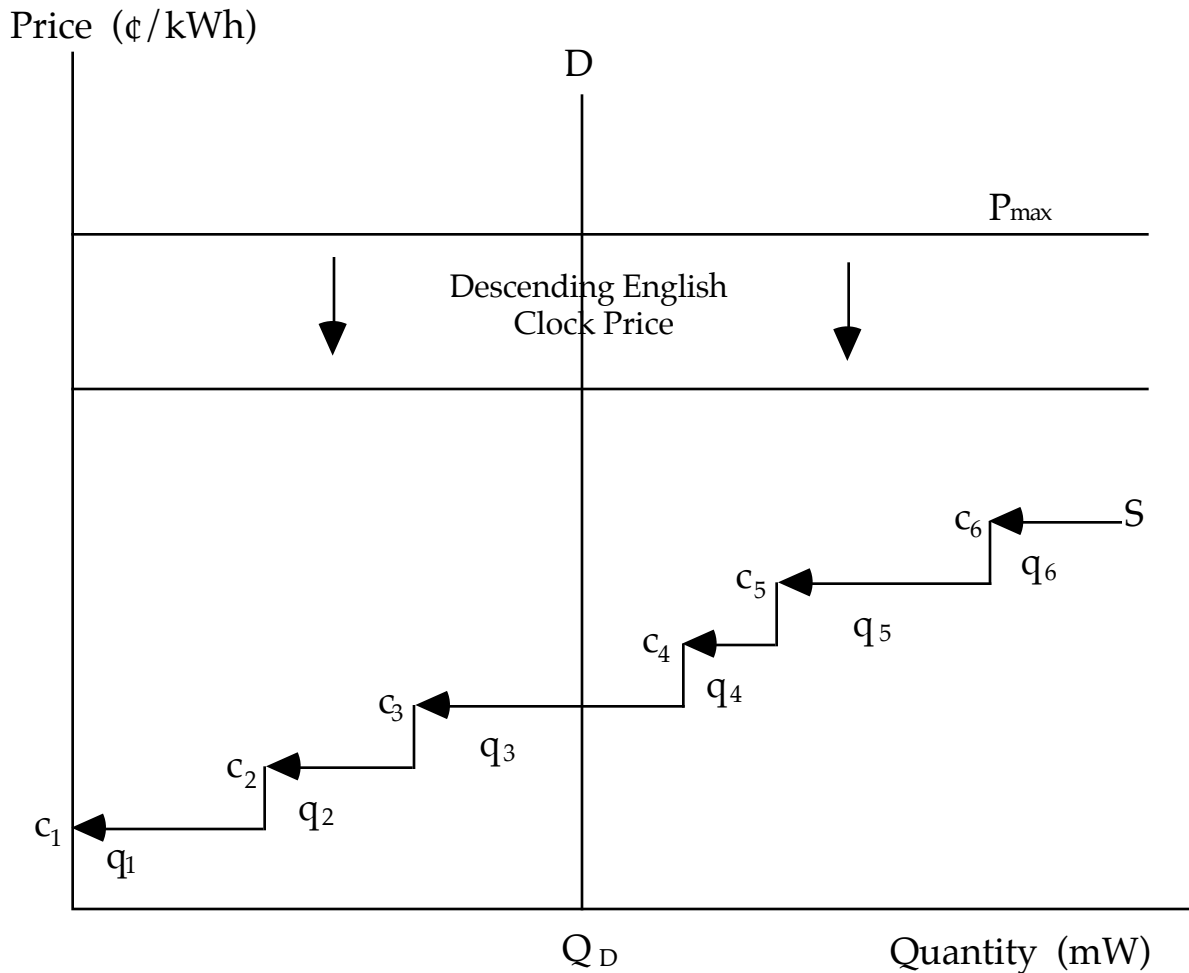 Price (¢/kWh)
D
Pmax
Descending English
Clock Price
S
c6
q6
c5
q5
c4
q4
c3
q3
c2
q2
c1
q1
QD
Quantity (mW)